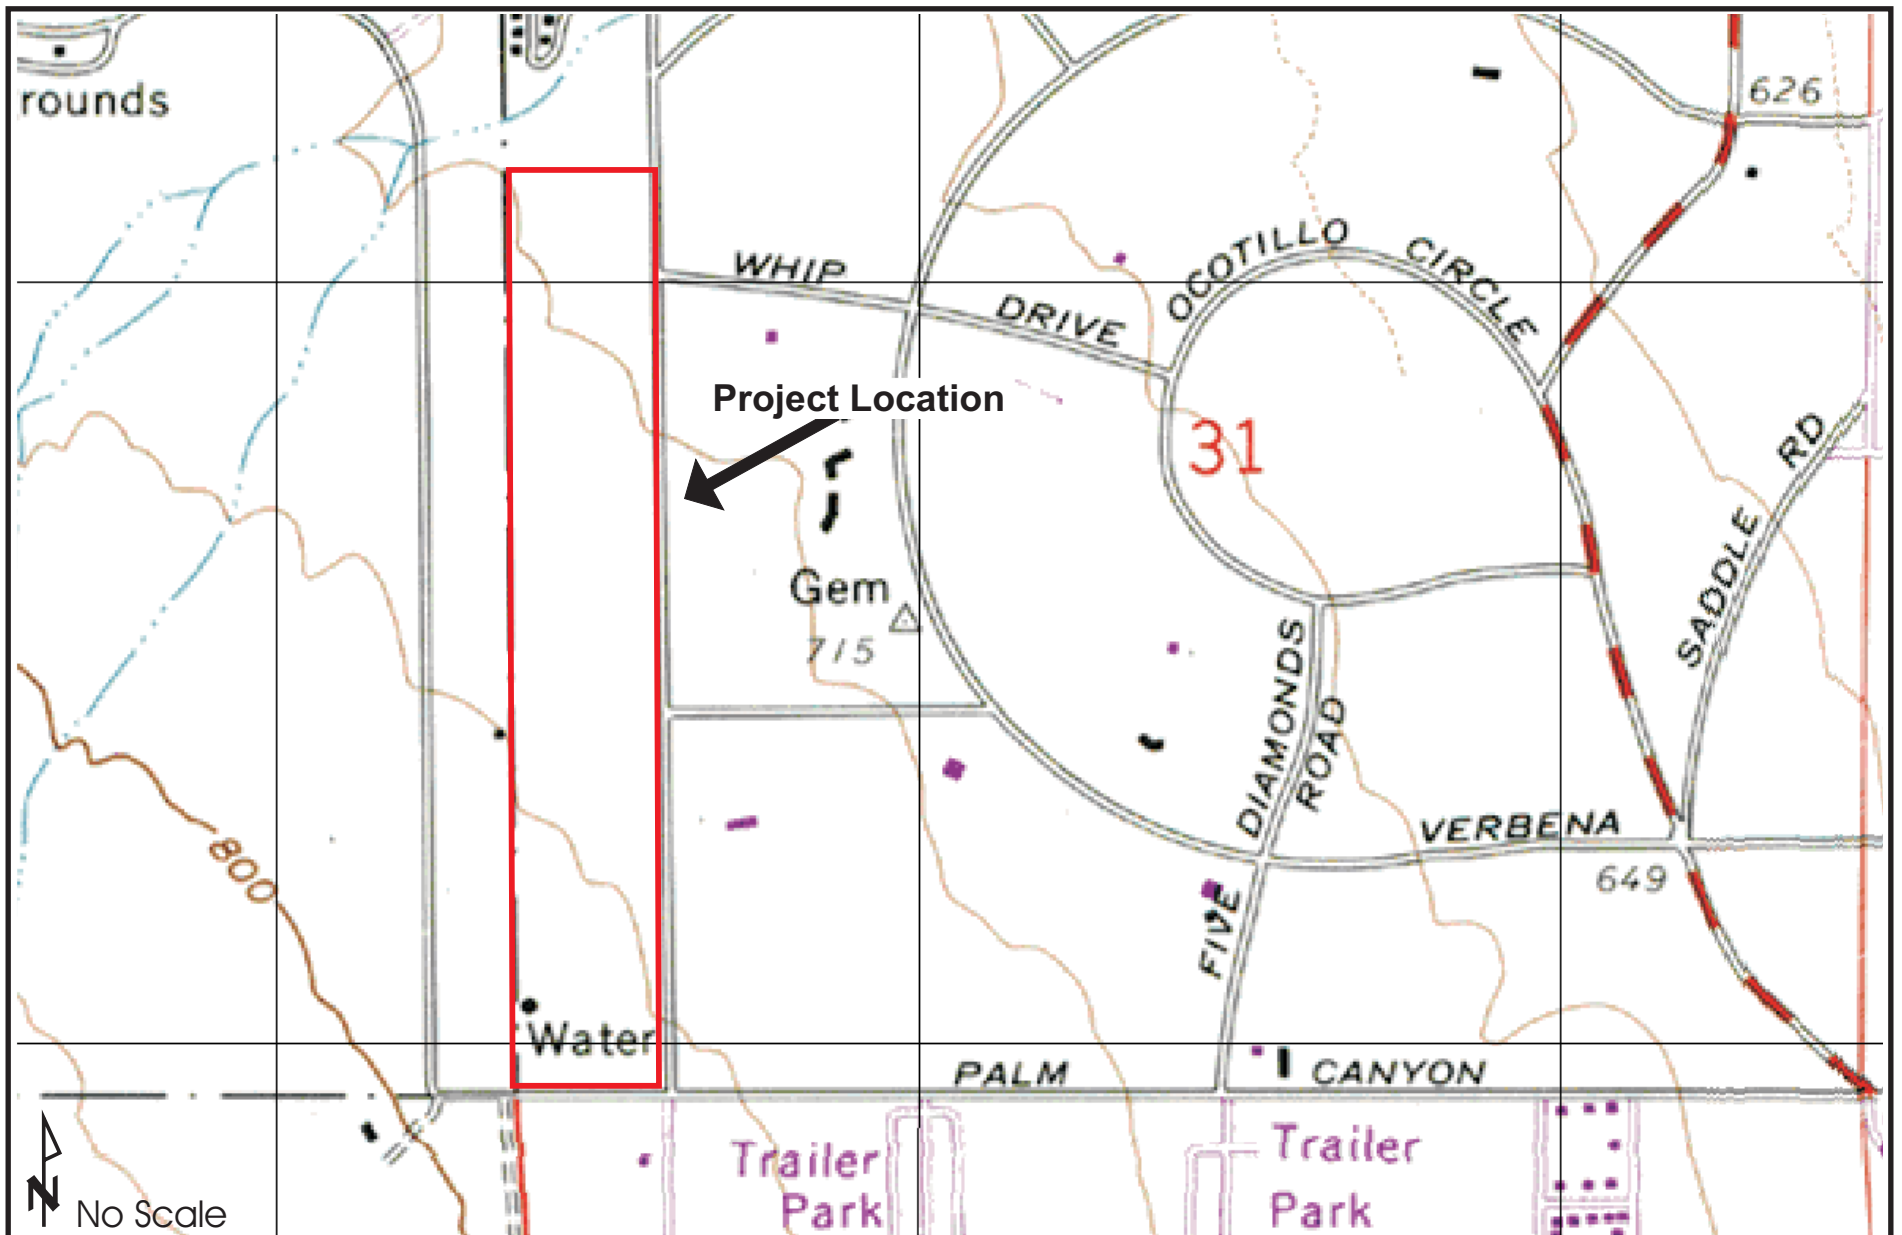 rounds
626
WHIP DRIVE
OCOTILLO CIRCLE
Project Location
31
SADDLE RD
Gem
715
FIVE DIAMONDS ROAD
VERBENA
649
800
Water
PALM CANYON
Trailer
Park
Trailer
Park
N
No Scale